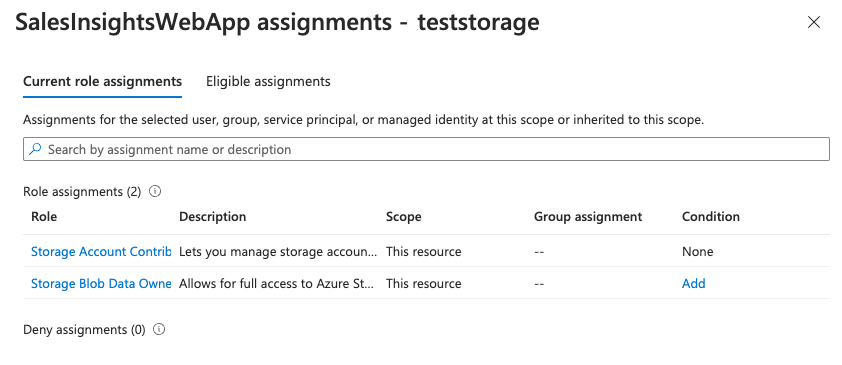 SalesInsightsWebApp assignments - teststorage
Current role assignments Eligible assignments
Assignments for the selected user, group, service principal, or managed identity at this scope or inherited to this scope.
Search by assignment name or description
Role assignments (2)
Role Description Scope Group assignment Condition
Storage Account Contrib Lets you manage storage accoun... This resource -- None
Storage Blob Data Owne Allows for full access to Azure St... This resource -- Add
Deny assignments (0)